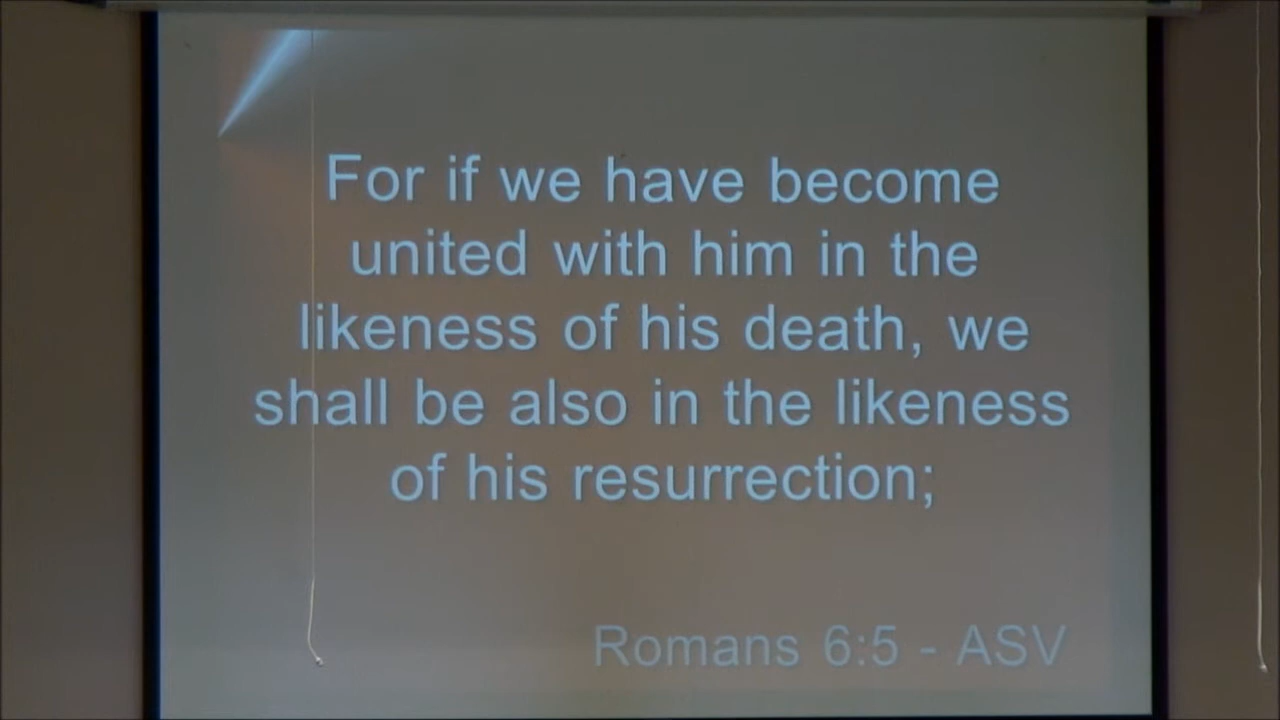 For if we have become
united with him in the
likeness of his death, we
shall be also in the likeness
of his resurrection;
Romans 6:5 - ASV